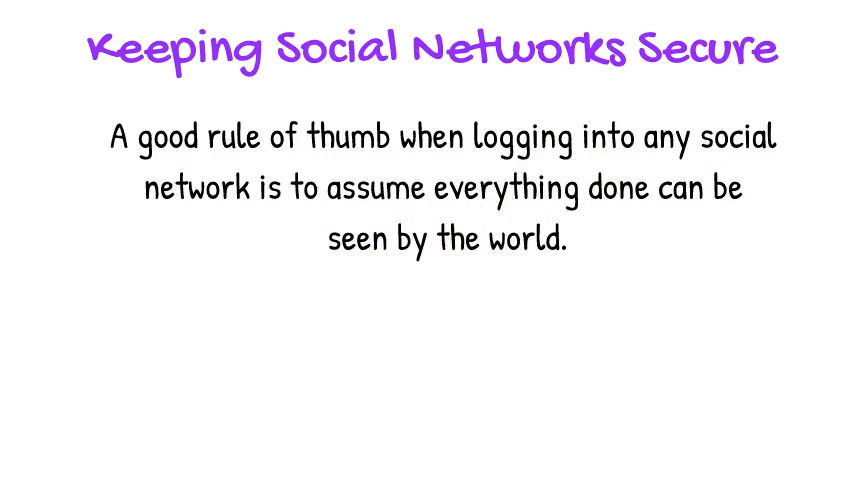 Keeping Social Networks Secure
A good rule of thumb when logging into any social
network is to assume everything done can be
seen by the world.